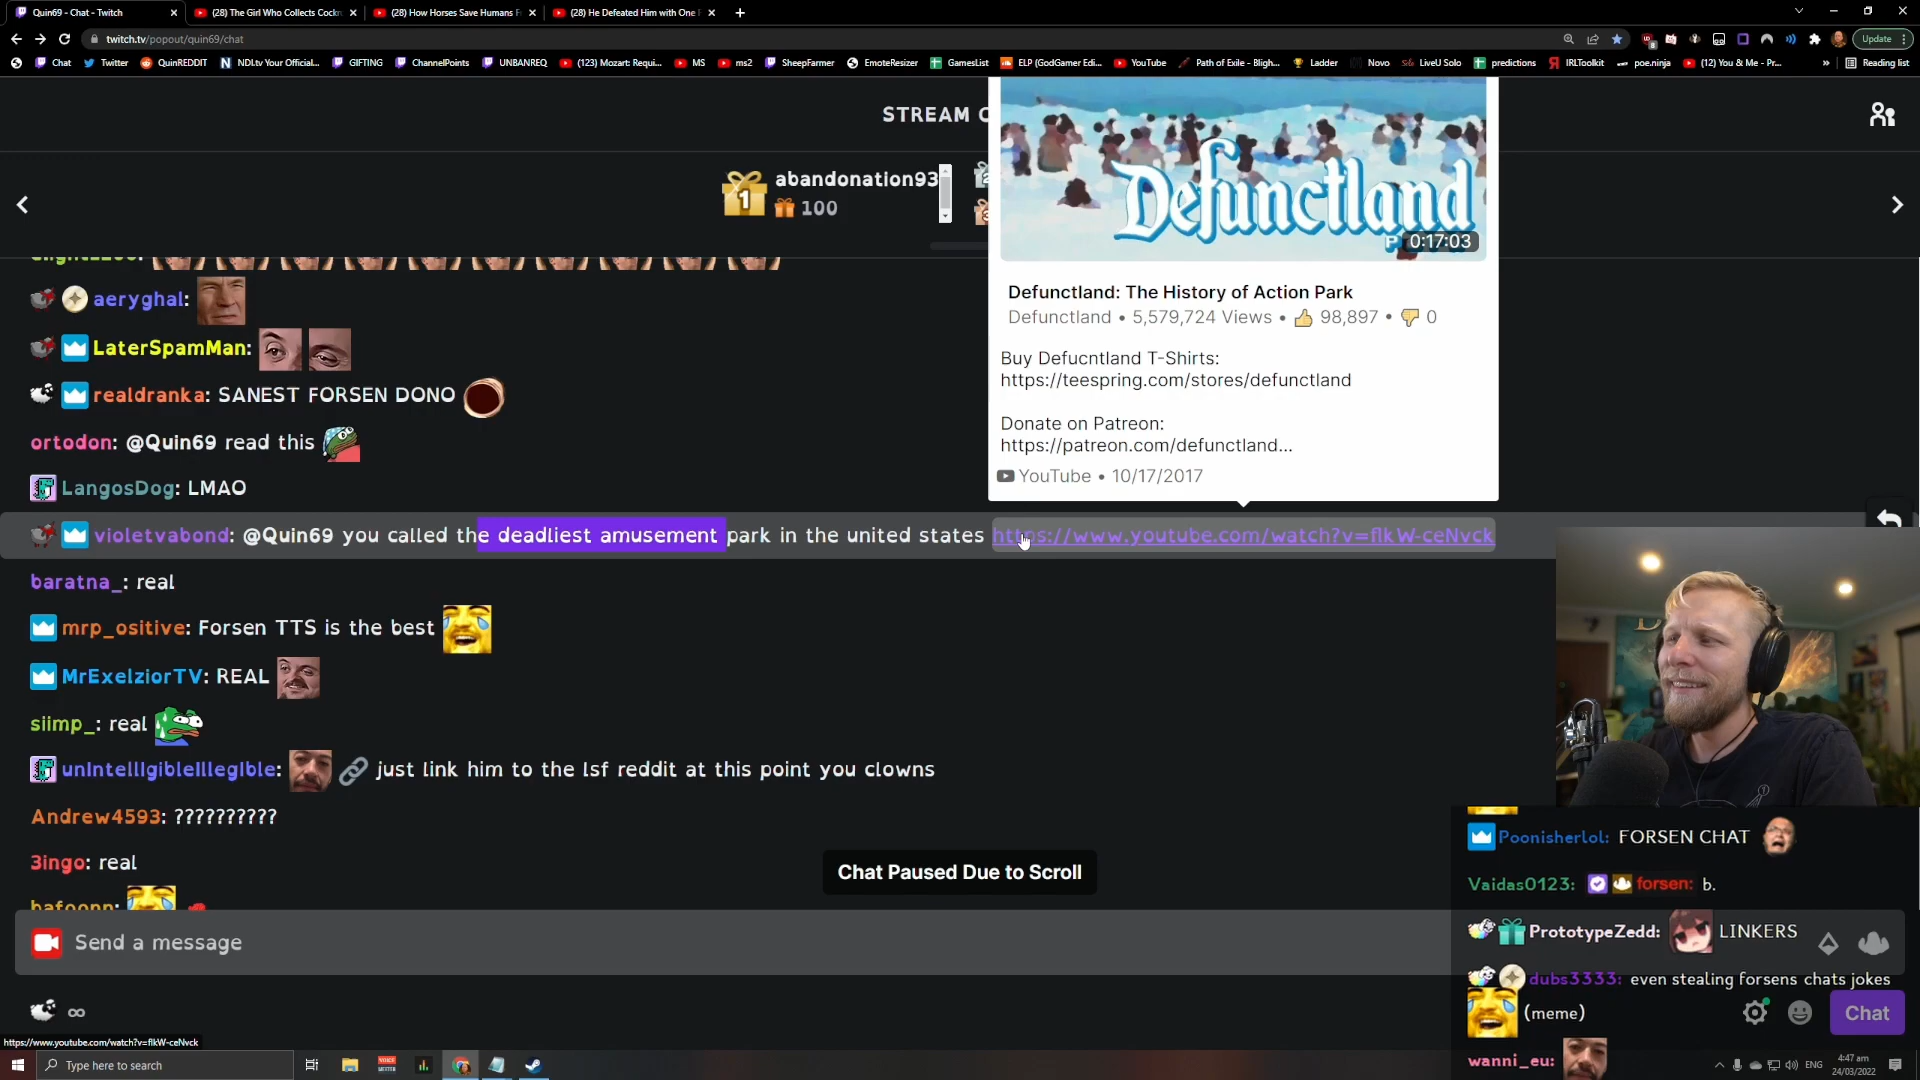 Quin69 - Chat - Twitch
(28) The Girl Who Collects Cockr
(28) How Horses Save Humans F
(28) He Defeated Him with One
twitch.tv/popout/quin69/chat
Update
Chat
Twitter
QuinREDDIT
NDI.tv Your Official...
GIFTING
ChannelPoints
UNBANREQ
(123) Mozart: Requi...
MS
ms2
SheepFarmer
EmoteResizer
GamesList
ELP (GodGamer Edi...
YouTube
Path of Exile - Bligh...
Ladder
Novo
LiveU Solo
predictions
IRLToolkit
poe.ninja
(12) You & Me - Pr...
Reading list
STREAM C
1 abandonation93
100
Defunctland
0:17:03
Defunctland: The History of Action Park
Defunctland • 5,579,724 Views • 98,897 • 0
Buy Defucntland T-Shirts:
https://teespring.com/stores/defunctland
Donate on Patreon:
https://patreon.com/defunctland...
YouTube • 10/17/2017
aeryghal:
LaterSpamMan:
realdranka: SANEST FORSEN DONO
ortodon: @Quin69 read this
LangosDog: LMAO
violetvabond: @Quin69 you called the deadliest amusement park in the united states https://www.youtube.com/watch?v=flkW-ceNvck
baratna_: real
mrp_ositive: Forsen TTS is the best
MrExelziorTV: REAL
siimp_: real
unIntellIgibleIllegIble: just link him to the lsf reddit at this point you clowns
Andrew4593: ??????????
3ingo: real
bafoonn:
Chat Paused Due to Scroll
Send a message
∞
Poonisherlol: FORSEN CHAT
Vaidas0123: forsen: b.
PrototypeZedd: LINKERS
dubs3333: even stealing forsens chats jokes
(meme)
wanni_eu:
Chat
https://www.youtube.com/watch?v=flkW-ceNvck
Type here to search
ENG
4:47 am
24/03/2022